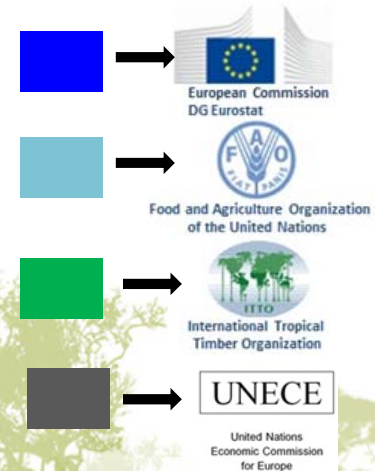 European Commission
DG Eurostat
F A O
FIAT PANIS
Food and Agriculture Organization
of the United Nations
ITTO
International Tropical
Timber Organization
UNECE
United Nations
Economic Commission
for Europe